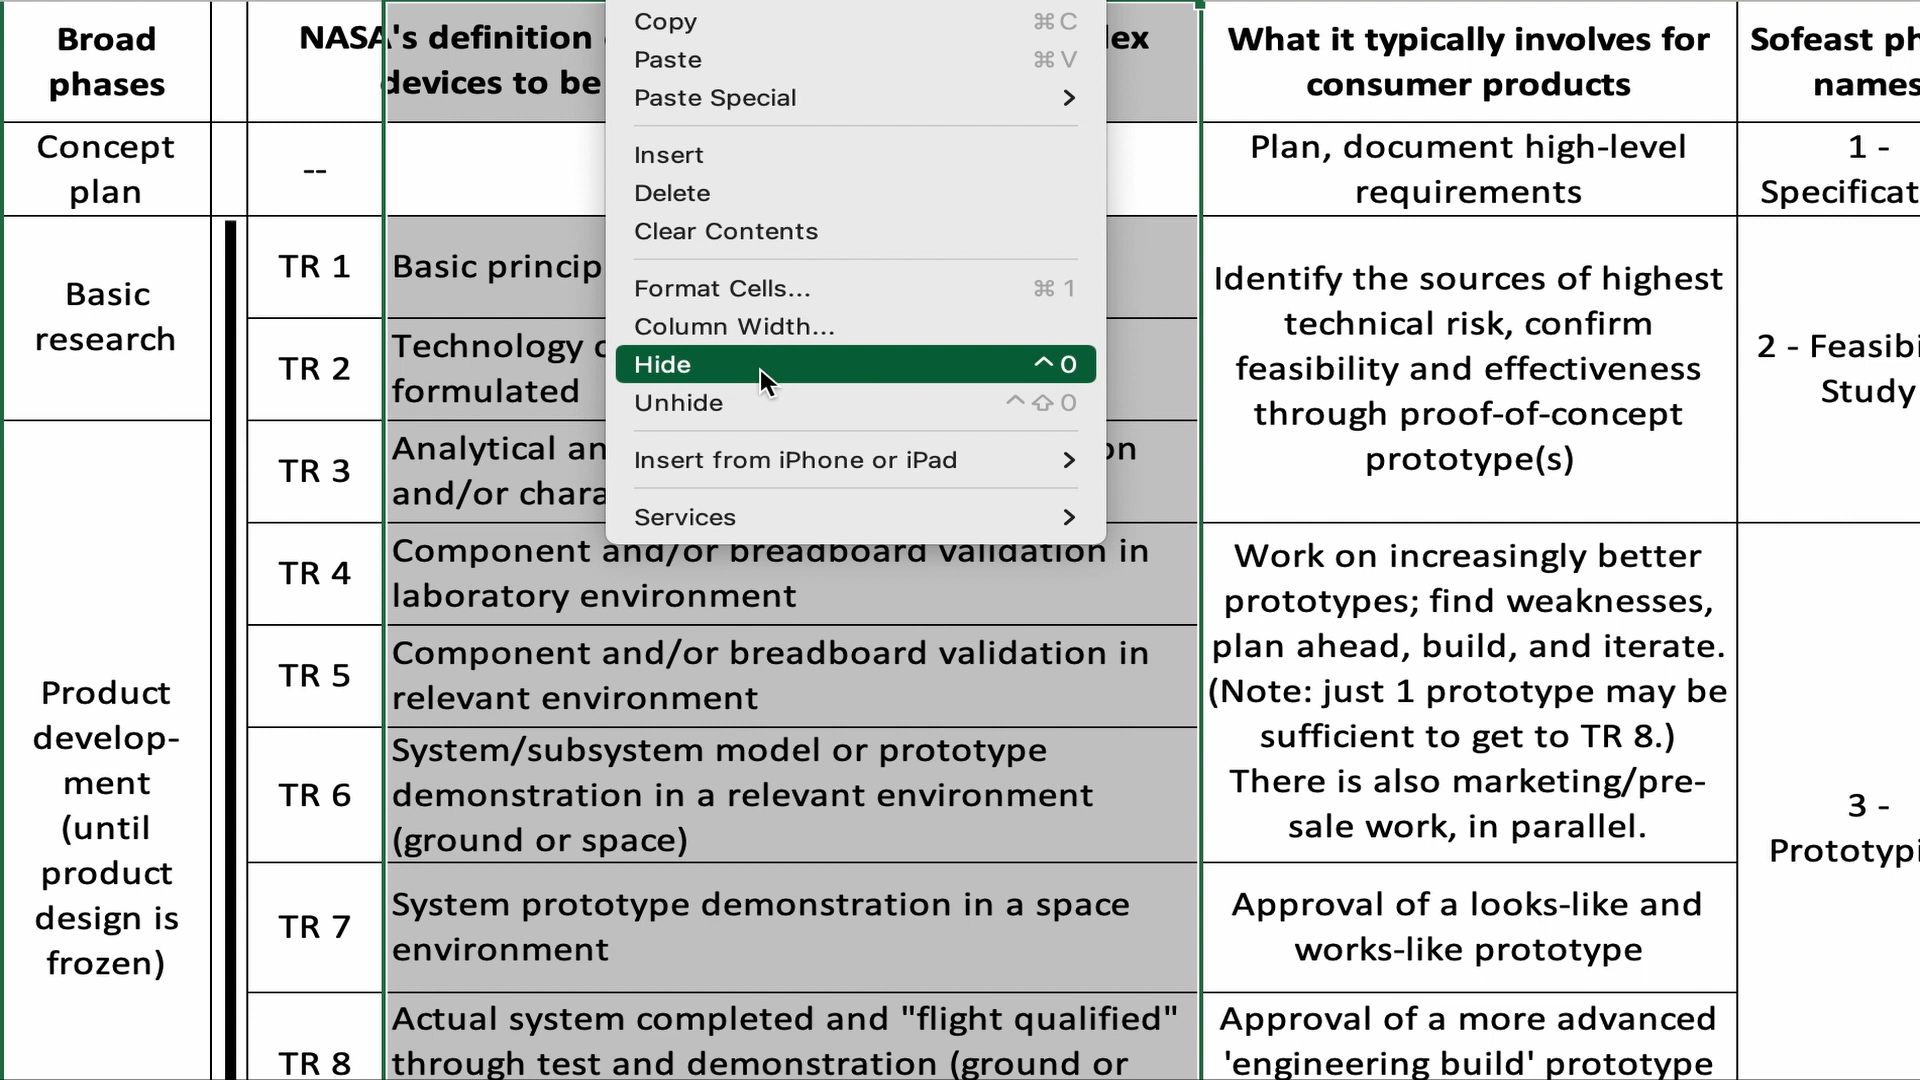 Broad
phases
NASA's definition
devices to be
What it typically involves for
consumer products
Sofeast
names
Concept
plan
--
Plan, document high-level
requirements
1 -
Basic
research
TR 1
Basic
TR 2
Technology
formulated
Identify the sources of highest
technical risk, confirm
feasibility and effectiveness
through proof-of-concept
prototype(s)
2 -
Study
Product
develop-
ment
(until
product
design is
frozen)
TR 3
Analytical
and/or
TR 4
Component and/or breadboard validation in
laboratory environment
TR 5
Component and/or breadboard validation in
relevant environment
TR 6
System/subsystem model or prototype
demonstration in a relevant environment
(ground or space)
Work on increasingly better
prototypes; find weaknesses,
plan ahead, build, and iterate.
(Note: just 1 prototype may be
sufficient to get to TR 8.)
There is also marketing/pre-
sale work, in parallel.
3 -
TR 7
System prototype demonstration in a space
environment
Approval of a looks-like and
works-like prototype
TR 8
Actual system completed and "flight qualified"
through test and demonstration (ground or
Approval of a more advanced
'engineering build' prototype
Copy ⌘ C
Paste ⌘ V
Paste Special
Insert
Delete
Clear Contents
Format Cells... ⌘ 1
Column Width...
Hide ^ 0
Unhide ^ ⇧ 0
Insert from iPhone or iPad
Services